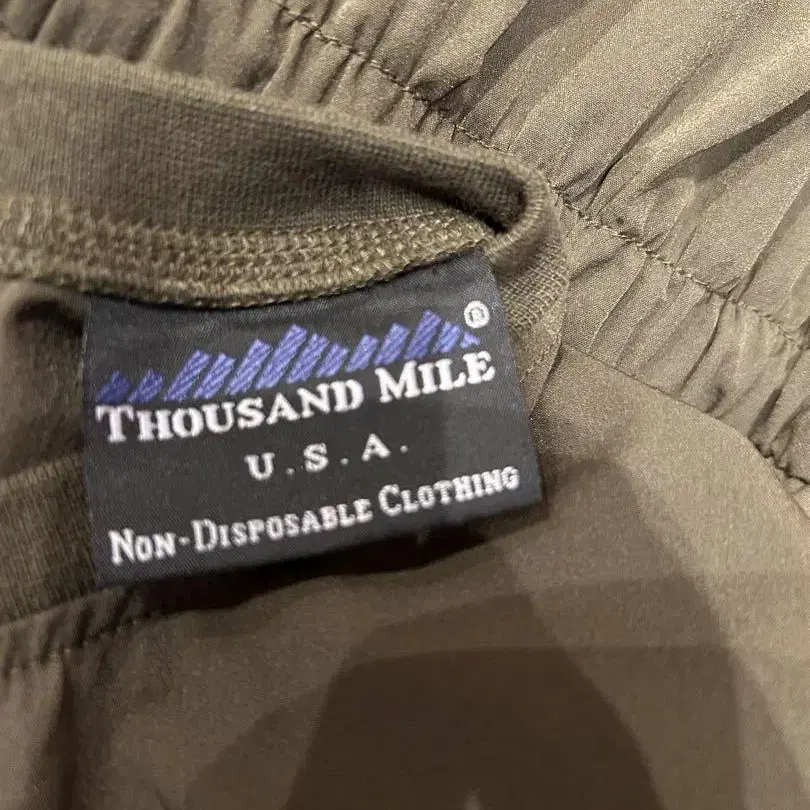 ®
THOUSAND MILE
U.S.A.
NON-DISPOSABLE CLOTHING